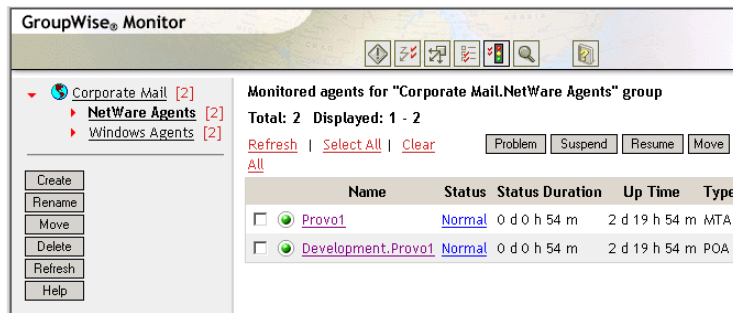 GroupWise® Monitor
Corporate Mail [2]
NetWare Agents [2]
Windows Agents [2]
Create
Rename
Move
Delete
Refresh
Help
Monitored agents for "Corporate Mail.NetWare Agents" group
Total: 2 Displayed: 1 - 2
Refresh | Select All | Clear
All
Problem Suspend Resume Move
Name Status Status Duration Up Time Type
Provo1 Normal 0 d 0 h 54 m 2 d 19 h 54 m MTA
Development.Provo1 Normal 0 d 0 h 54 m 2 d 19 h 54 m POA